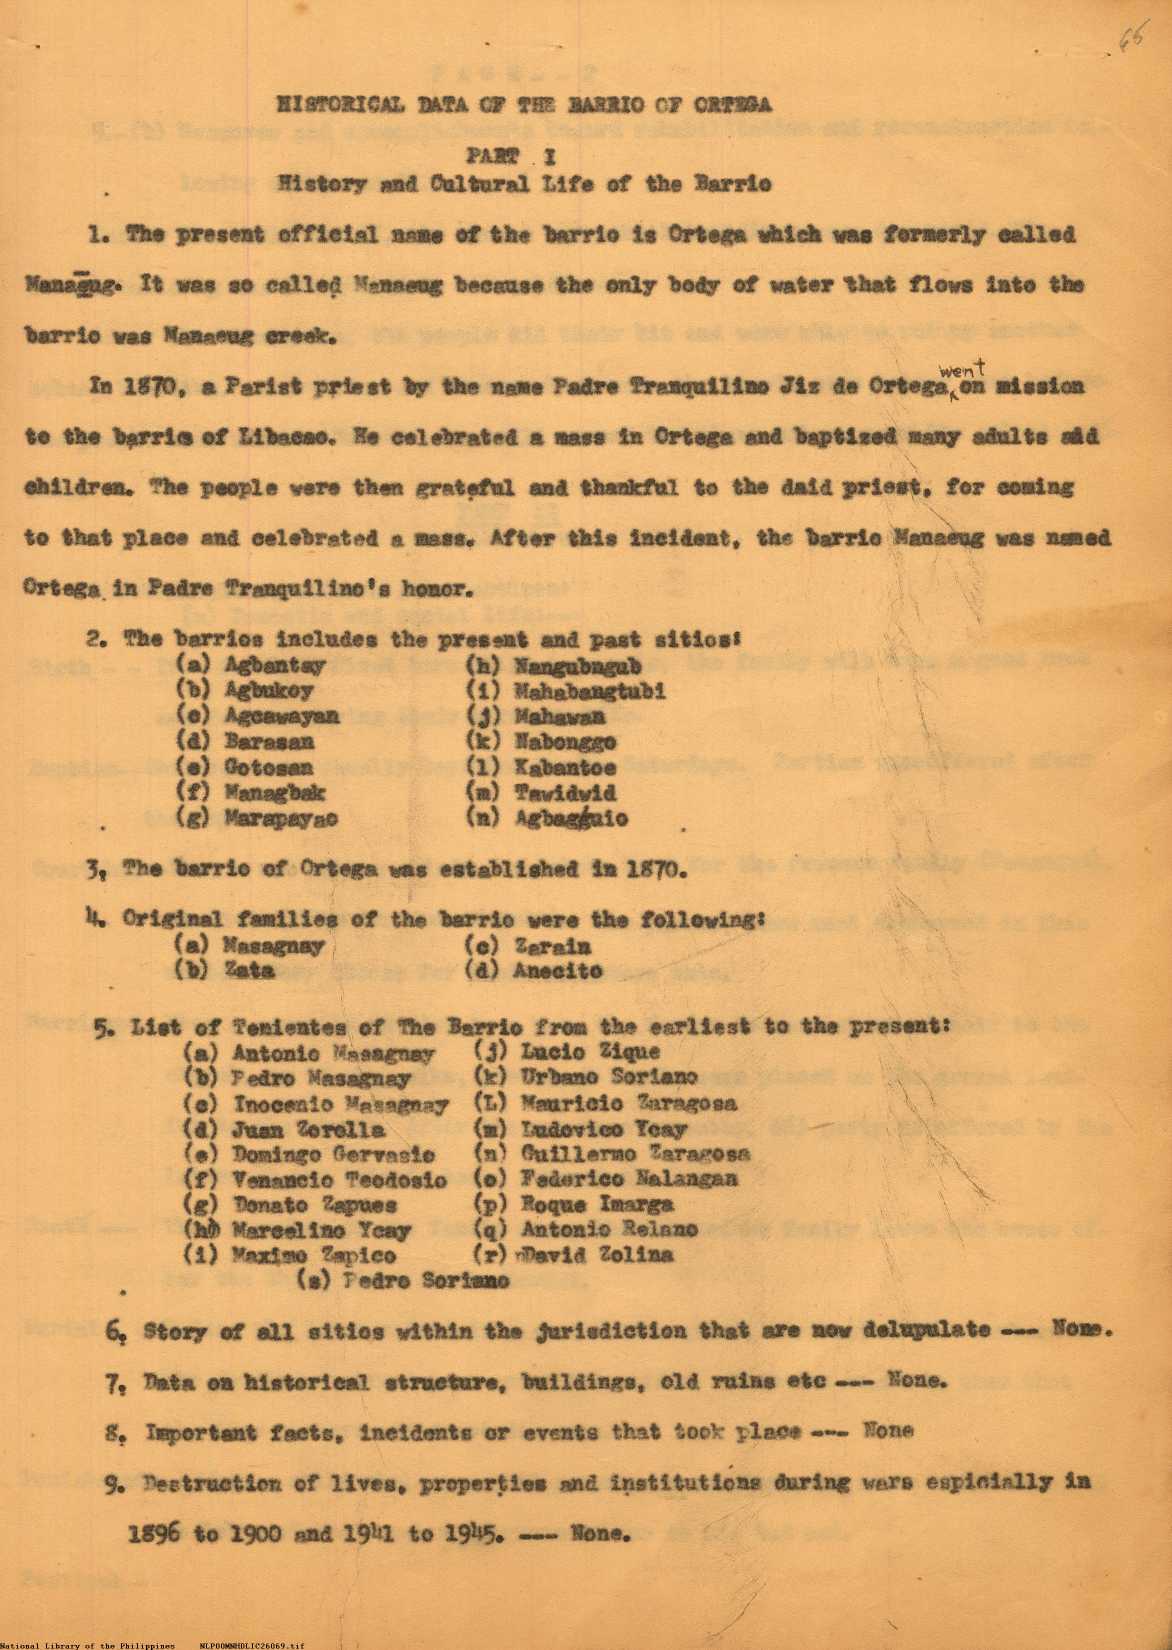 65
HISTORICAL DATA OF THE BARRIO OF ORTEGA
PART I
History and Cultural Life of the Barrio
1. The present official name of the barrio is Ortega which was formerly called
Manaeug. It was so called Manaeug because the only body of water that flows into the
barrio was Manaeug creek.
In 1870, a Parist priest by the name Padre Tranquilino Jiz de Ortega went on mission
to the barrio of Libacao. He celebrated a mass in Ortega and baptized many adults aid
children. The people were then grateful and thankful to the daid priest, for coming
to that place and celebrated a mass. After this incident, the barrio Manaeug was named
Ortega in Padre Tranquilino's honor.
2. The barrios includes the present and past sitios:
(a) Agbantay (h) Nangubngub
(b) Agbukoy (i) Mahabangtubi
(c) Agcawayan (j) Mahawan
(d) Barasan (k) Nabonggo
(e) Gotosan (l) Kabantoe
(f) Managbak (m) Tawidwid
(g) Marapayao (n) Agbagguio
3. The barrio of Ortega was established in 1870.
4. Original families of the barrio were the following:
(a) Masagnay (c) Zarain
(b) Zata (d) Anecito
5. List of Tenientes of The Barrio from the earliest to the present:
(a) Antonio Masagnay (j) Lucio Zique
(b) Pedro Masagnay (k) Urbano Soriano
(c) Inocenio Masagnay (L) Mauricio Zaragosa
(d) Juan Zorolla (m) Ludovico Ycay
(e) Domingo Gervasio (n) Guillermo Zaragosa
(f) Venancio Teodosio (o) Federico Nalangan
(g) Donato Zapues (p) Roque Imarga
(h) Marcelino Ycay (q) Antonio Relano
(i) Maximo Zapico (r) David Zolina
(s) Pedro Soriano
6. Story of all sitios within the jurisdiction that are now delupulate --- None.
7. Data on historical structure, buildings, old ruins etc --- None.
8. Important facts, incidents or events that took place --- None
9. Destruction of lives, properties and institutions during wars espicially in
1896 to 1900 and 1941 to 1945. --- None.
National Library of the Philippines NLP00MNHDLIC26069.tif